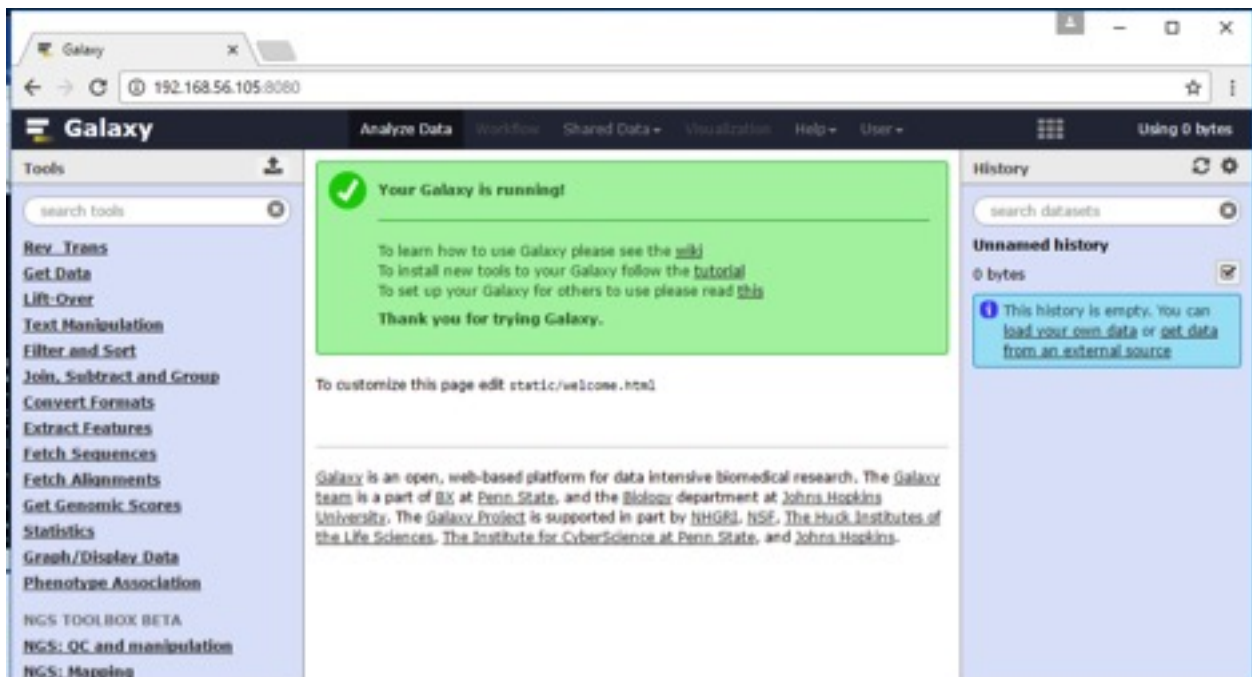 Galaxy
192.168.56.105:8080
Galaxy
Analyze Data Workflow Shared Data Visualization Help User
Using 0 bytes
Tools
search tools
Rev_Trans
Get Data
Lift-Over
Text Manipulation
Filter and Sort
Join, Subtract and Group
Convert Formats
Extract Features
Fetch Sequences
Fetch Alignments
Get Genomic Scores
Statistics
Graph/Display Data
Phenotype Association
NGS TOOLBOX BETA
NGS: QC and manipulation
NGS: Mapping
Your Galaxy is running!
To learn how to use Galaxy please see the wiki
To install new tools to your Galaxy follow the tutorial
To set up your Galaxy for others to use please read this
Thank you for trying Galaxy.
To customize this page edit static/welcome.html
Galaxy is an open, web-based platform for data intensive biomedical research. The Galaxy
team is a part of BX at Penn State, and the Biology department at Johns Hopkins
University. The Galaxy Project is supported in part by NHGRI, NSF, The Huck Institutes of
the Life Sciences, The Institute for CyberScience at Penn State, and Johns Hopkins.
History
search datasets
Unnamed history
0 bytes
This history is empty. You can
load your own data or get data
from an external source